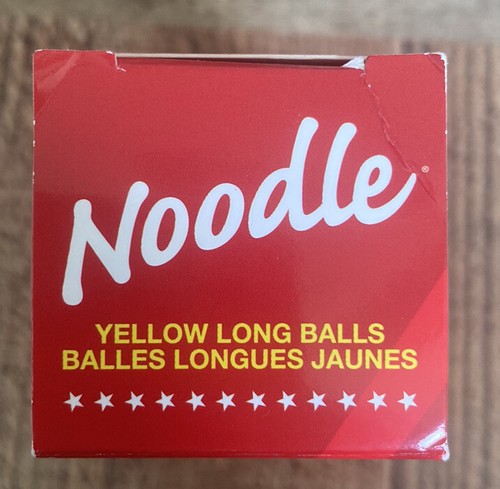 Noodle®
YELLOW LONG BALLS
BALLES LONGUES JAUNES